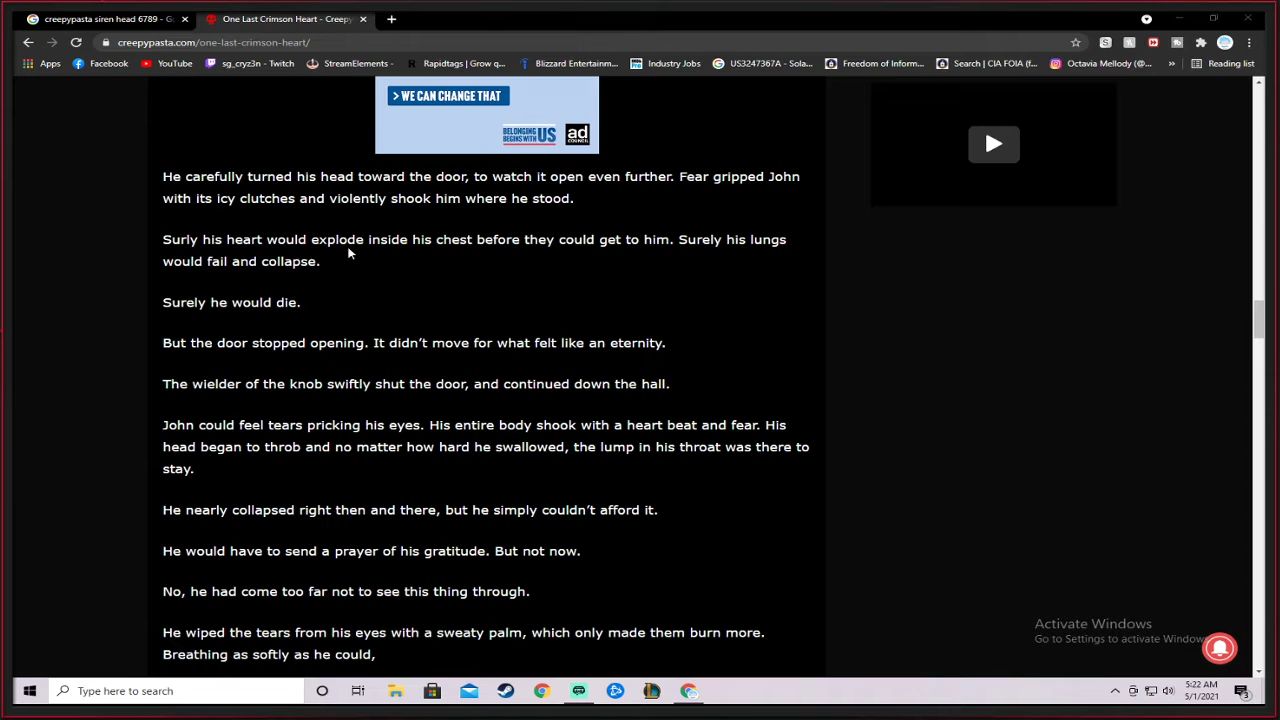 creepypasta siren head 6789 - G
One Last Crimson Heart - Creepy
creepypasta.com/one-last-crimson-heart/
Apps Facebook YouTube sg_cryz3n - Twitch StreamElements - Rapidtags | Grow q... Blizzard Entertainm... Industry Jobs US3247367A - Sola... Freedom of Inform... Search | CIA FOIA (f... Octavia Mellody (@... » Reading list
> WE CAN CHANGE THAT
BELONGING BEGINS WITH US
ad COUNCIL
He carefully turned his head toward the door, to watch it open even further. Fear gripped John
with its icy clutches and violently shook him where he stood.
Surly his heart would explode inside his chest before they could get to him. Surely his lungs
would fail and collapse.
Surely he would die.
But the door stopped opening. It didn’t move for what felt like an eternity.
The wielder of the knob swiftly shut the door, and continued down the hall.
John could feel tears pricking his eyes. His entire body shook with a heart beat and fear. His
head began to throb and no matter how hard he swallowed, the lump in his throat was there to
stay.
He nearly collapsed right then and there, but he simply couldn’t afford it.
He would have to send a prayer of his gratitude. But not now.
No, he had come too far not to see this thing through.
He wiped the tears from his eyes with a sweaty palm, which only made them burn more.
Breathing as softly as he could,
Activate Windows
Go to Settings to activate Windows
Type here to search
5:22 AM
5/1/2021
3